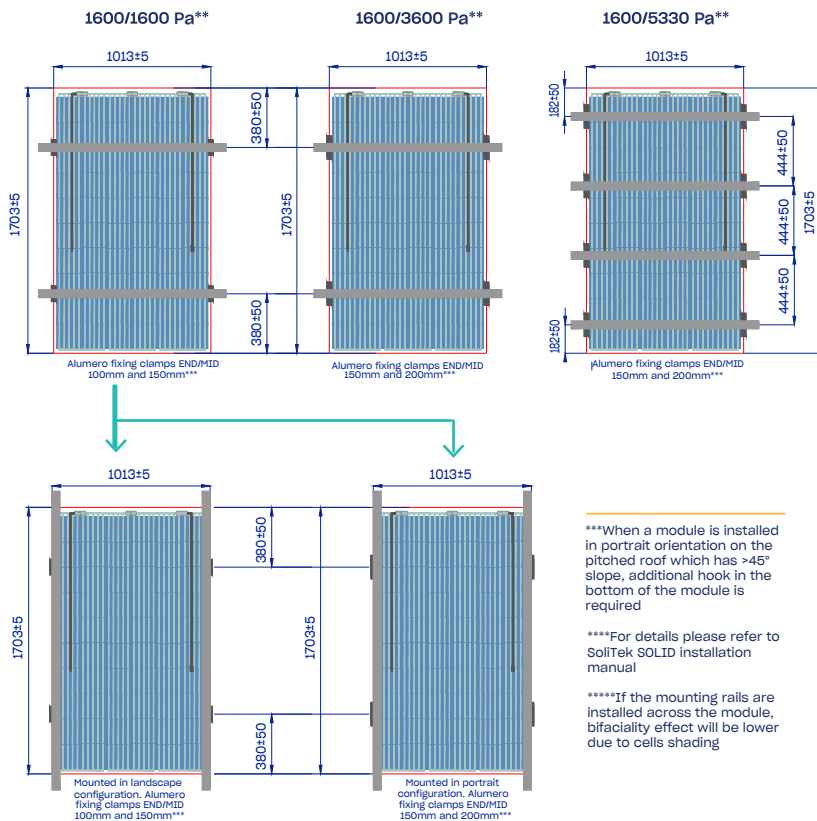 1600/1600 Pa**
1600/3600 Pa**
1600/5330 Pa**
1013±5
1013±5
1013±5
380±50
380±50
1703±5
380±50
380±50
1703±5
182±50
444±50
444±50
444±50
182±50
1703±5
Alumero fixing clamps END/MID
100mm and 150mm***
Alumero fixing clamps END/MID
150mm and 200mm***
Alumero fixing clamps END/MID
150mm and 200mm***
1013±5
1013±5
1703±5
380±50
380±50
1703±5
Mounted in landscape
configuration. Alumero
fixing clamps END/MID
100mm and 150mm***
Mounted in portrait
configuration. Alumero
fixing clamps END/MID
150mm and 200mm***
***When a module is installed
in portrait orientation on the
pitched roof which has >45°
slope, additional hook in the
bottom of the module is
required
****For details please refer to
SoliTek SOLID installation
manual
*****If the mounting rails are
installed across the module,
bifaciality effect will be lower
due to cells shading